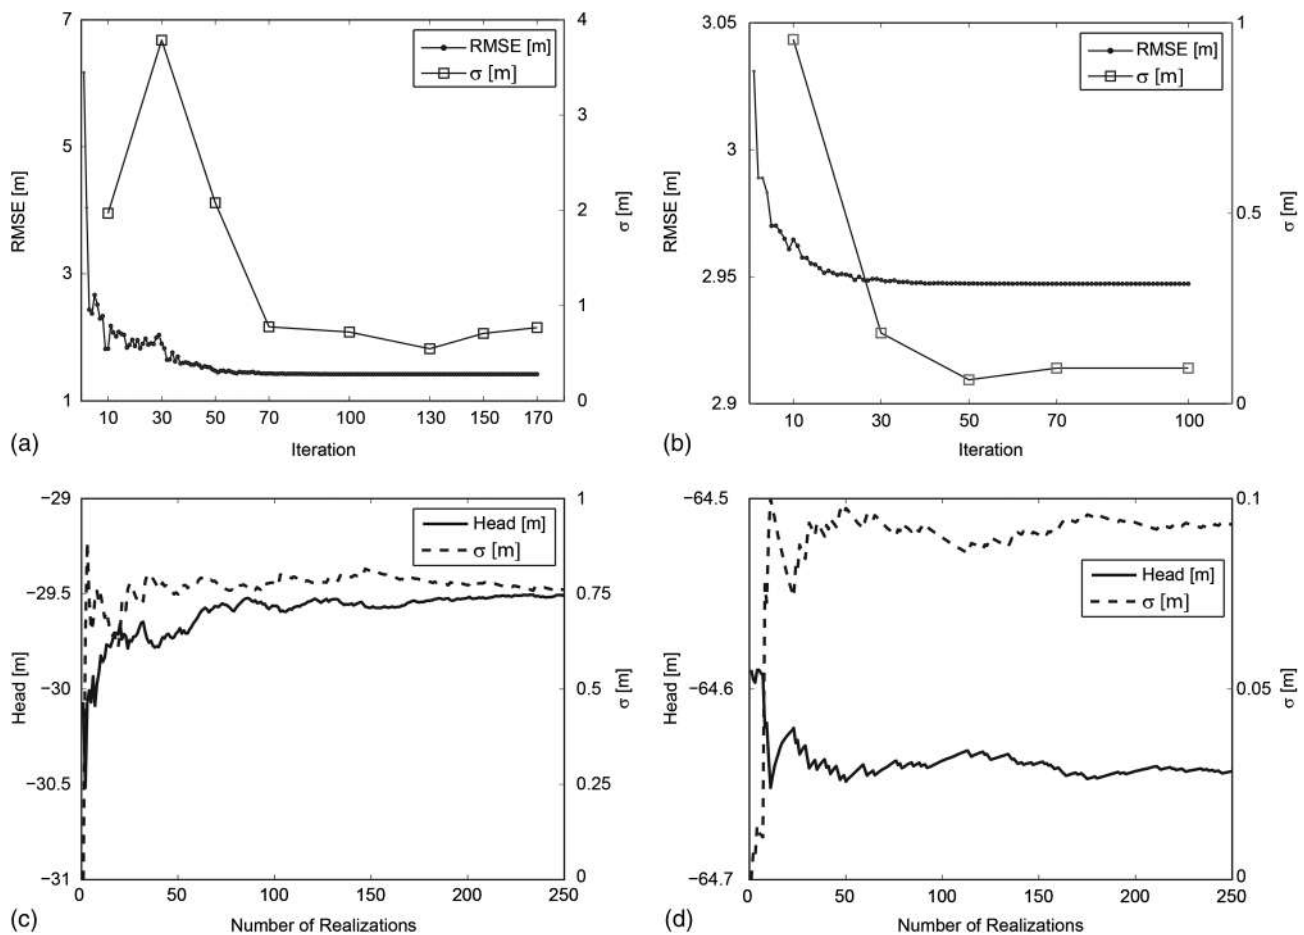 7
5
3
1
RMSE [m]
4
3
2
1
0
σ [m]
RMSE [m]
σ [m]
10 30 50 70 100 130 150 170
Iteration
(a)
3.05
3
2.95
2.9
RMSE [m]
1
0.5
0
σ [m]
RMSE [m]
σ [m]
10 30 50 70 100
Iteration
(b)
−29
−29.5
−30
−30.5
−31
Head [m]
1
0.75
0.5
0.25
0
σ [m]
Head [m]
σ [m]
0 50 100 150 200 250
Number of Realizations
(c)
−64.5
−64.6
−64.7
Head [m]
0.1
0.05
0
σ [m]
Head [m]
σ [m]
0 50 100 150 200 250
Number of Realizations
(d)